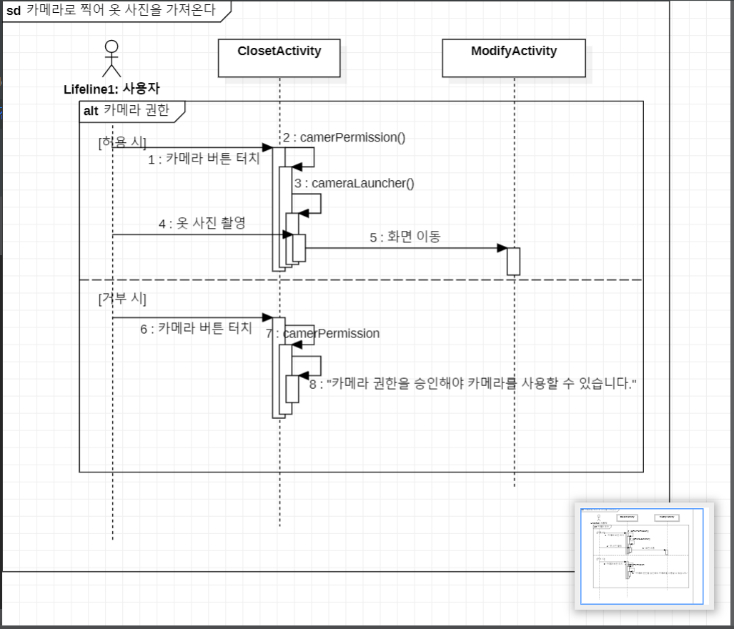 sd 카메라로 찍어 옷 사진을 가져온다
ClosetActivity
ModifyActivity
Lifeline1: 사용자
alt 카메라 권한
[허용 시]
2 : camerPermission()
1 : 카메라 버튼 터치
3 : cameraLauncher()
4 : 옷 사진 촬영
5 : 화면 이동
[거부 시]
6 : 카메라 버튼 터치
7 : camerPermission
8 : "카메라 권한을 승인해야 카메라를 사용할 수 있습니다."